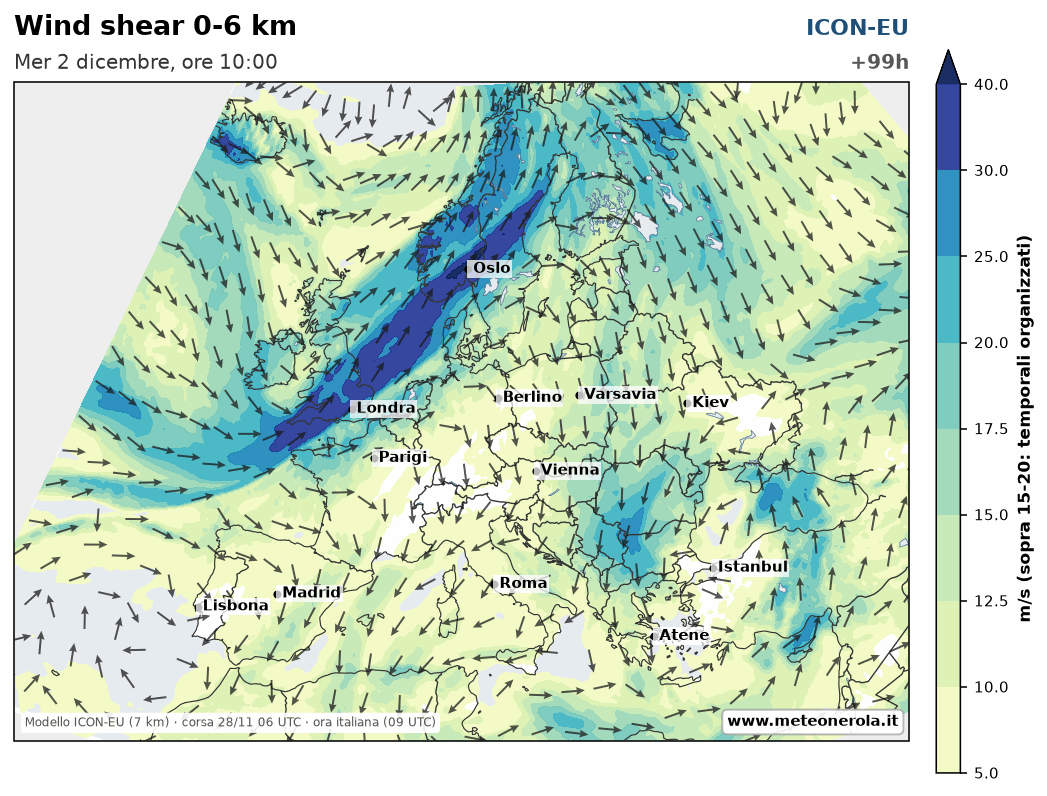 Wind shear 0-6 km
ICON-EU
Mer 2 dicembre, ore 10:00
+99h
40.0
30.0
25.0
20.0
17.5
15.0
12.5
10.0
5.0
m/s (sopra 15-20: temporali organizzati)
Oslo
Berlino
Varsavia
Kiev
Londra
Parigi
Vienna
Istanbul
Roma
Madrid
Lisbona
Atene
Modello ICON-EU (7 km) · corsa 28/11 06 UTC · ora italiana (09 UTC)
www.meteonerola.it